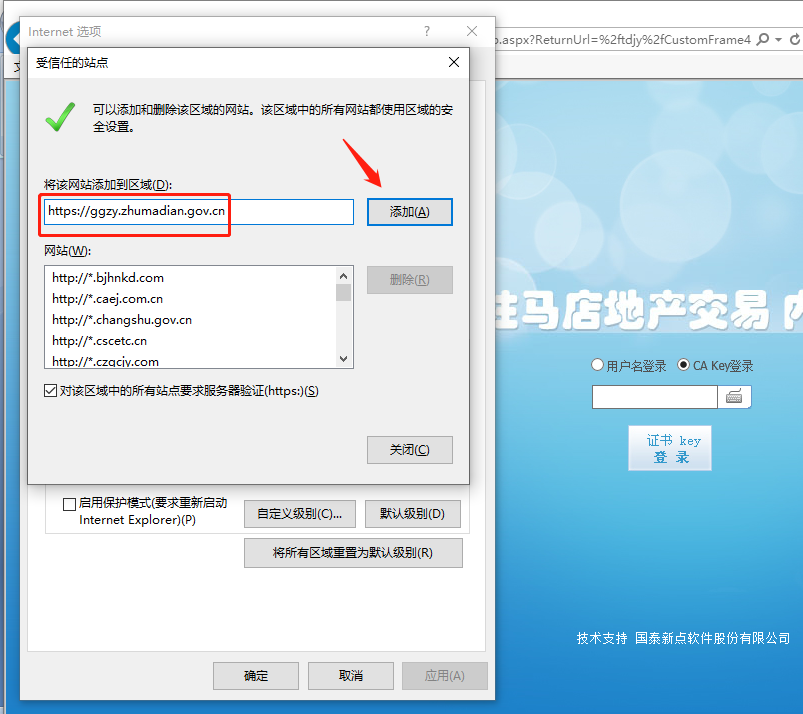 Internet 选项
?
.aspx?ReturnUrl=%2ftdjy%2fCustomFrame4
受信任的站点
可以添加和删除该区域的网站。该区域中的所有网站都使用区域的安
全设置。
将该网站添加到区域(D):
https://ggzy.zhumadian.gov.cn
添加(A)
网站(W):
http://*.bjhnkd.com
http://*.caej.com.cn
http://*.changshu.gov.cn
http://*.cscetc.cn
http://*.czgcjy.com
删除(R)
对该区域中的所有站点要求服务器验证(https:)(S)
关闭(C)
马店地产交易
用户名登录
CA Key登录
证书 key
登 录
启用保护模式(要求重新启动
Internet Explorer)(P)
自定义级别(C)...
默认级别(D)
将所有区域重置为默认级别(R)
技术支持 国泰新点软件股份有限公司
确定
取消
应用(A)